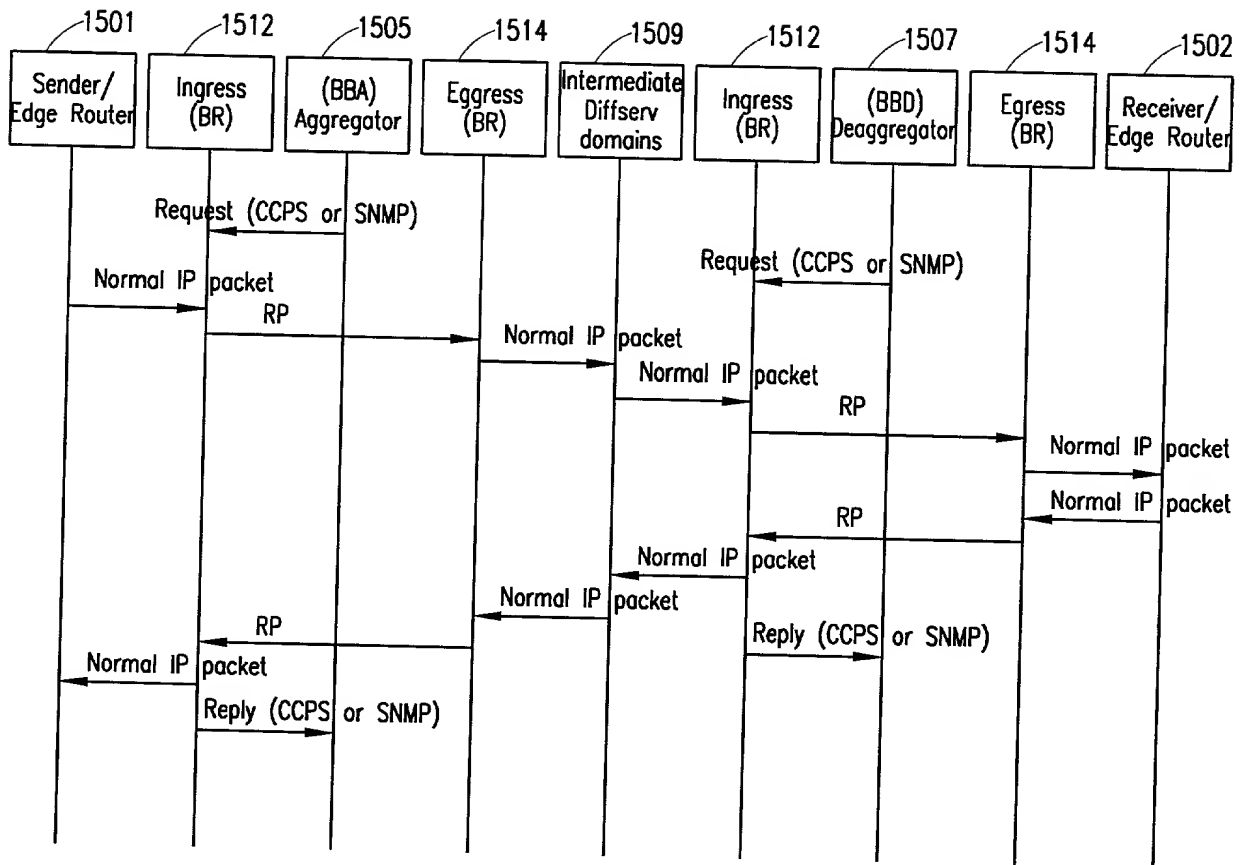 1501
1512
1505
1514
1509
1512
1507
1514
1502
Sender/
Edge Router
Ingress
(BR)
(BBA)
Aggregator
Eggress
(BR)
Intermediate
Diffserv
domains
Ingress
(BR)
(BBD)
Deaggregator
Egress
(BR)
Receiver/
Edge Router
Request (CCPS or SNMP)
Request (CCPS or SNMP)
Normal IP packet
RP
Normal IP packet
Normal IP packet
RP
Normal IP packet
Normal IP packet
RP
Normal IP packet
Normal IP packet
RP
Reply (CCPS or SNMP)
Normal IP packet
Reply (CCPS or SNMP)